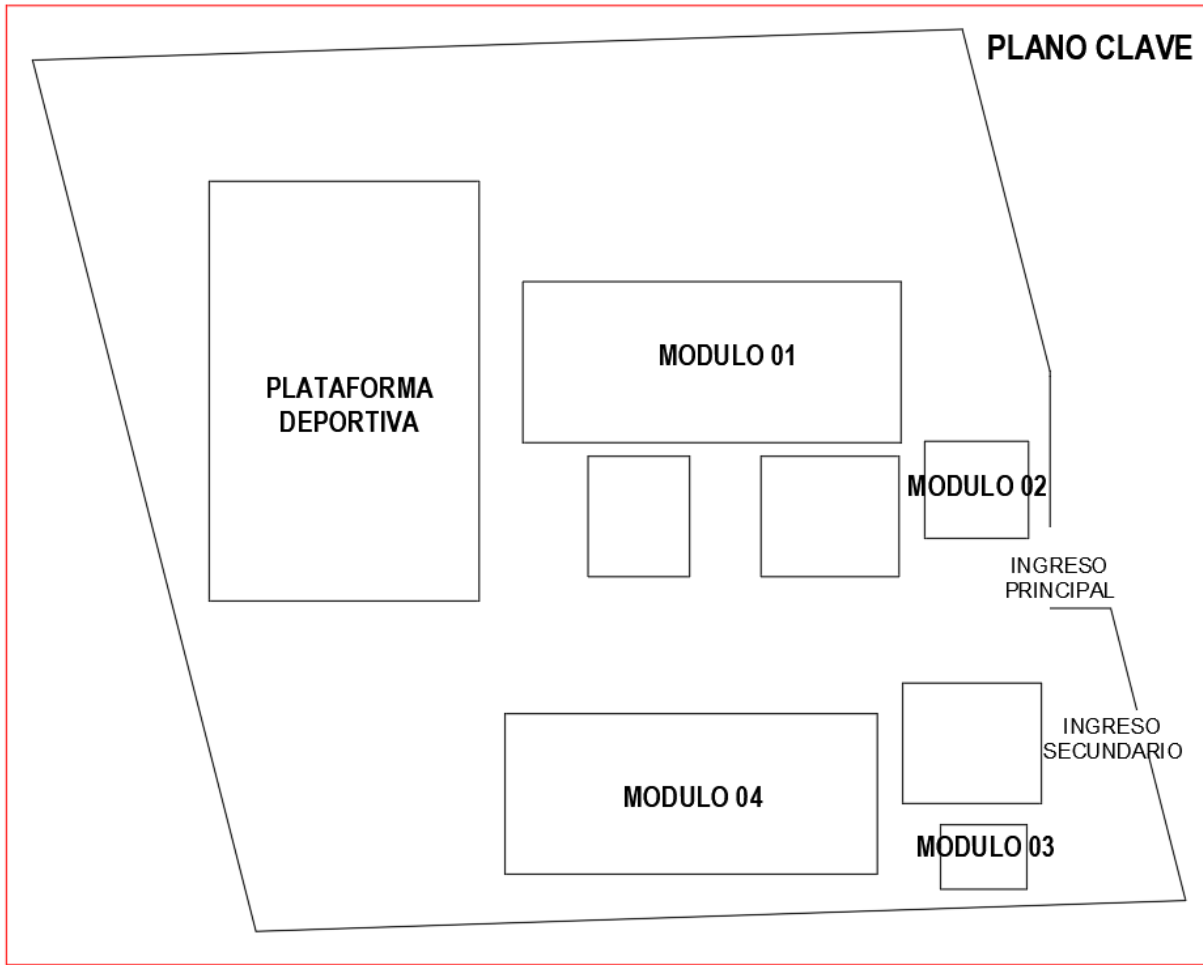 PLANO CLAVE
MODULO 01
PLATAFORMA
DEPORTIVA
MODULO 02
INGRESO
PRINCIPAL
INGRESO
SECUNDARIO
MODULO 04
MODULO 03